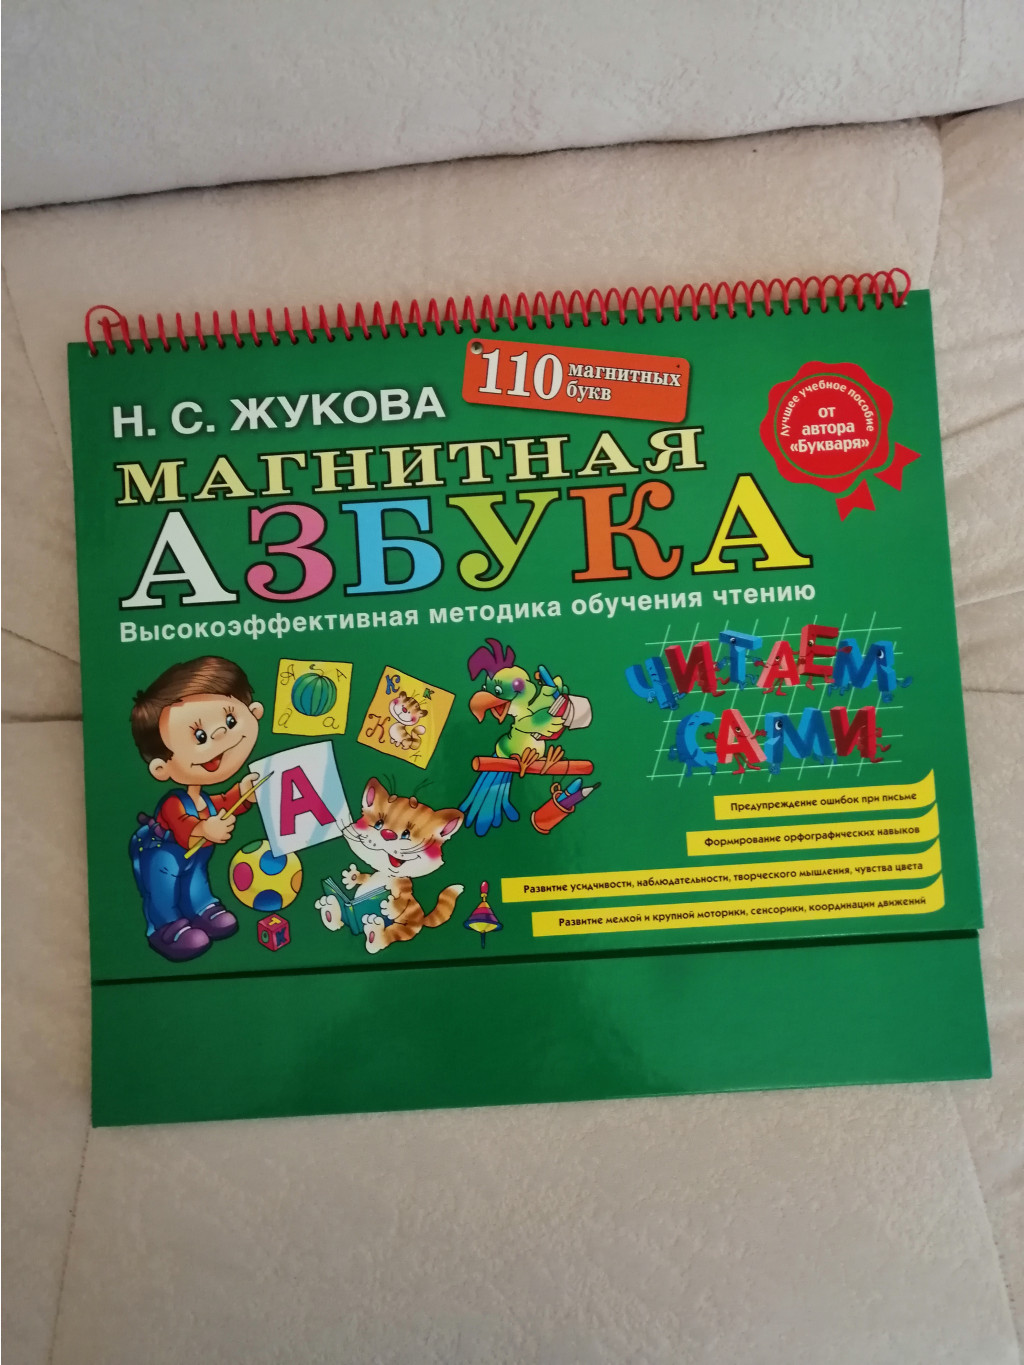 110 магнитных
букв
Н. С. ЖУКОВА
Лучшее учебное пособие
от
автора
«Букваря»
МАГНИТНАЯ
АЗБУКА
Высокоэффективная методика обучения чтению
ЧИТАЕМ
САМИ
А а
а а
К к
К к
А
Предупреждение ошибок при письме
Формирование орфографических навыков
Развитие усидчивости, наблюдательности, творческого мышления, чувства цвета
Развитие мелкой и крупной моторики, сенсорики, координации движений